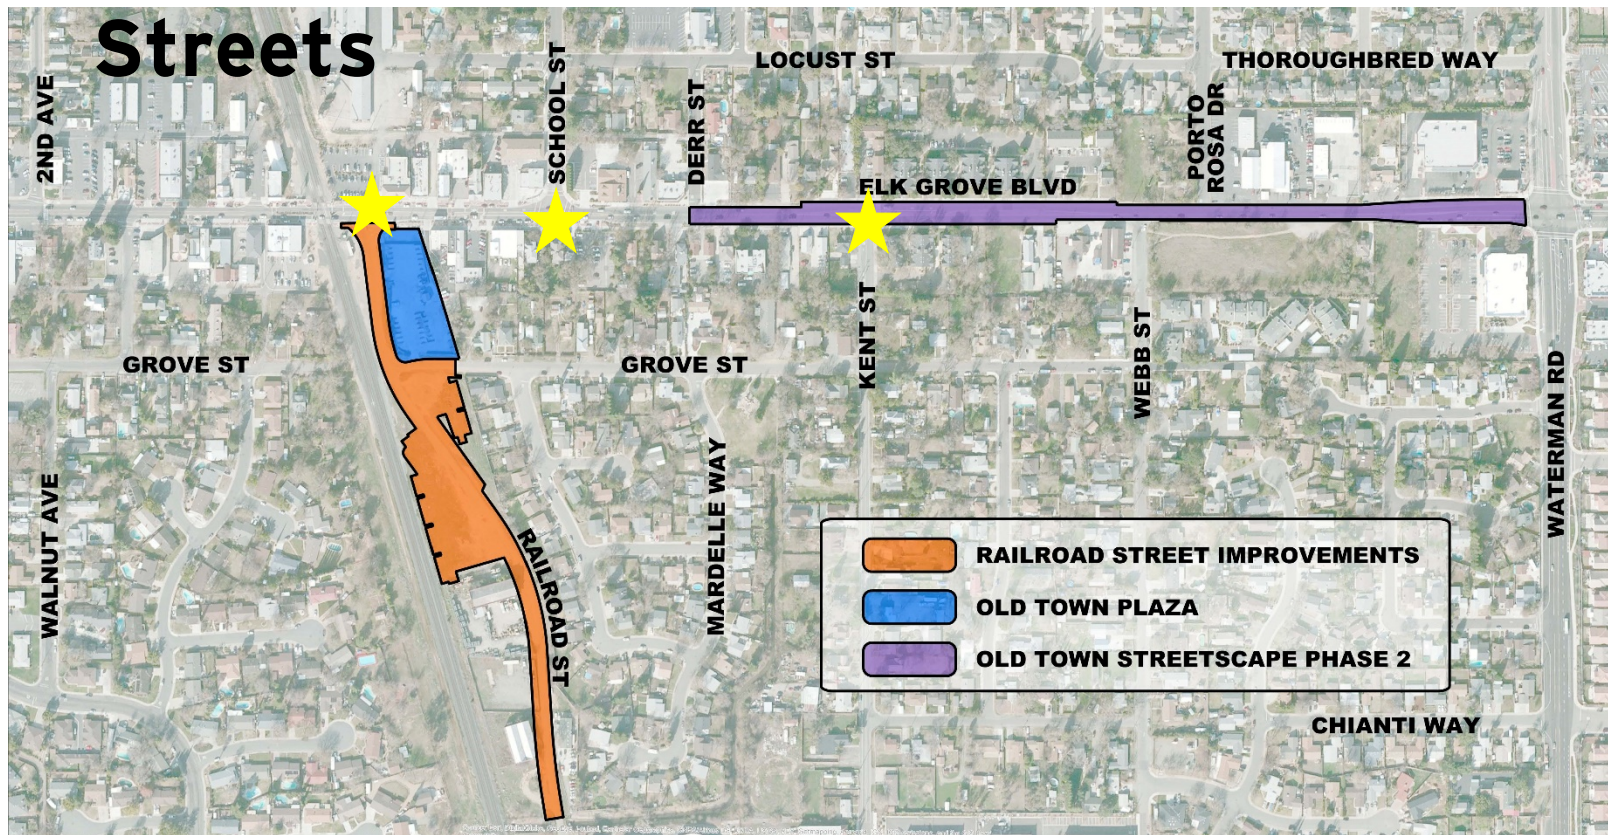 Streets
2ND AVE
SCHOOL ST
DERR ST
LOCUST ST
PORTO
ROSA DR
THOROUGHBRED WAY
ELK GROVE BLVD
GROVE ST
GROVE ST
KENT ST
WEBB ST
WATERMAN RD
WALNUT AVE
MARDELLE WAY
RAILROAD ST
RAILROAD STREET IMPROVEMENTS
OLD TOWN PLAZA
OLD TOWN STREETSCAPE PHASE 2
CHIANTI WAY